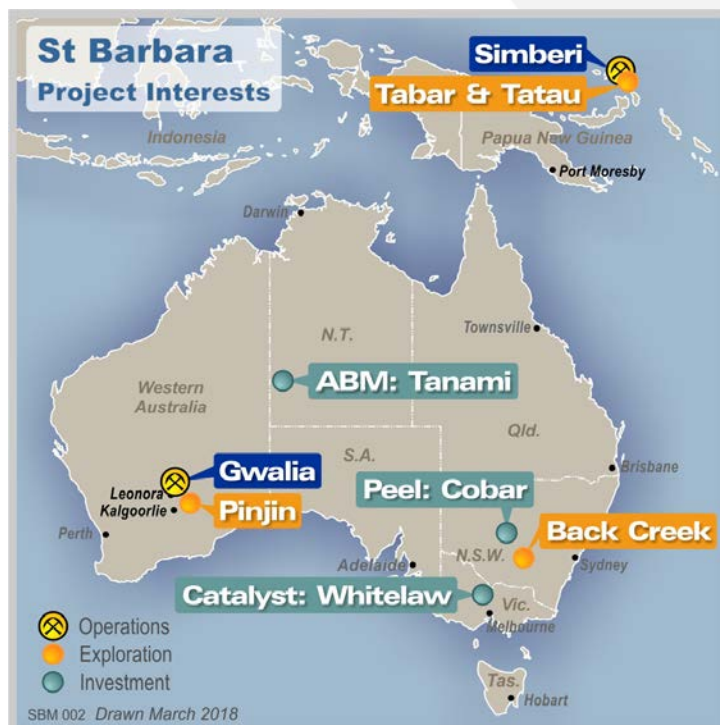 St Barbara
Project Interests
Simberi
Tabar & Tatau
Indonesia
Papua New Guinea
Port Moresby
Darwin
Townsville
N.T.
ABM: Tanami
Western
Australia
Qld.
S.A.
Brisbane
Gwalia
Leonora
Kalgoorlie
Pinjin
Peel: Cobar
Perth
Back Creek
N.S.W.
Adelaide
Sydney
Catalyst: Whitelaw
Vic.
Melbourne
Operations
Exploration
Investment
Tas.
Hobart
SBM 002 Drawn March 2018